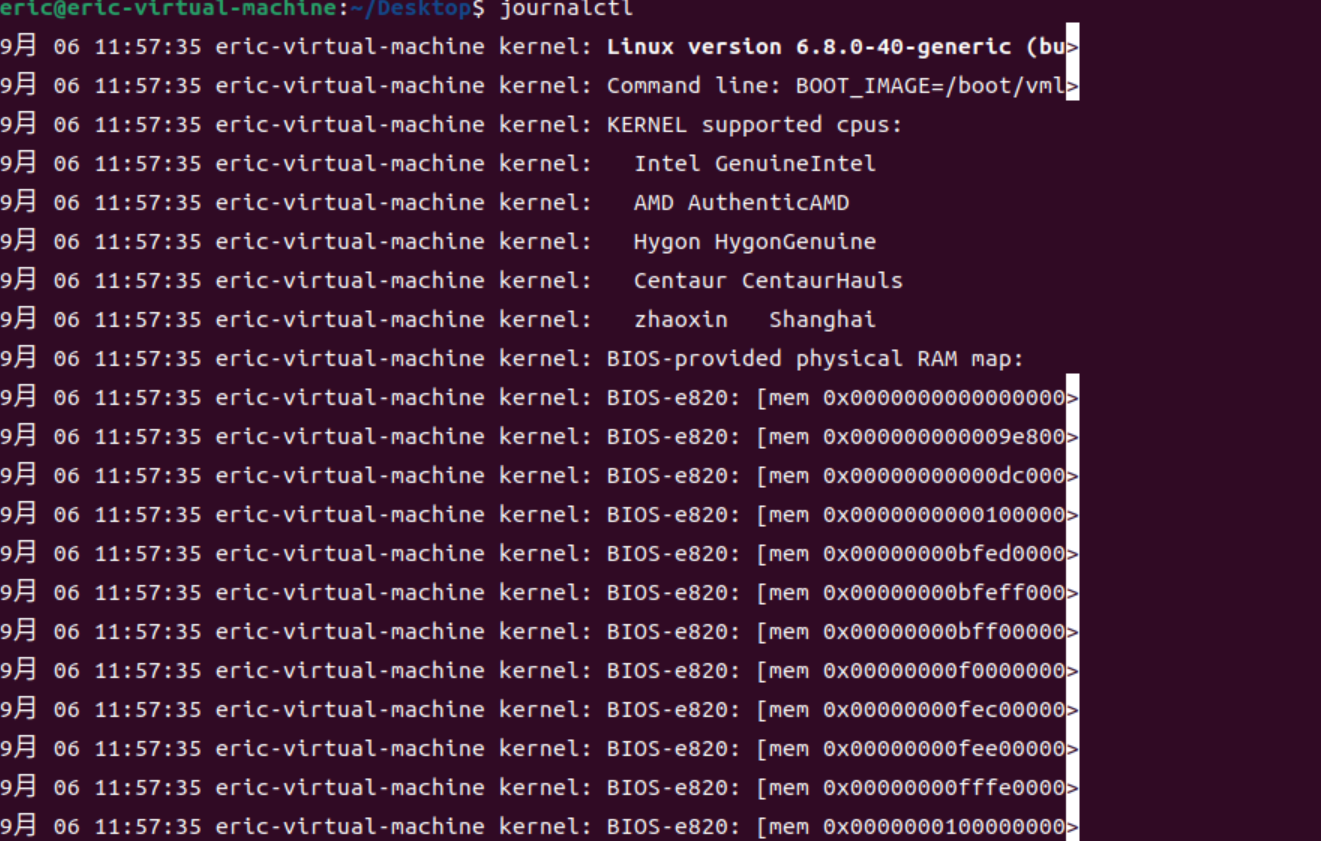 eric@eric-virtual-machine:~/Desktop$ journalctl
9月 06 11:57:35 eric-virtual-machine kernel: Linux version 6.8.0-40-generic (bu>
9月 06 11:57:35 eric-virtual-machine kernel: Command line: BOOT_IMAGE=/boot/vml>
9月 06 11:57:35 eric-virtual-machine kernel: KERNEL supported cpus:
9月 06 11:57:35 eric-virtual-machine kernel:   Intel GenuineIntel
9月 06 11:57:35 eric-virtual-machine kernel:   AMD AuthenticAMD
9月 06 11:57:35 eric-virtual-machine kernel:   Hygon HygonGenuine
9月 06 11:57:35 eric-virtual-machine kernel:   Centaur CentaurHauls
9月 06 11:57:35 eric-virtual-machine kernel:   zhaoxin   Shanghai
9月 06 11:57:35 eric-virtual-machine kernel: BIOS-provided physical RAM map:
9月 06 11:57:35 eric-virtual-machine kernel: BIOS-e820: [mem 0x0000000000000000>
9月 06 11:57:35 eric-virtual-machine kernel: BIOS-e820: [mem 0x000000000009e800>
9月 06 11:57:35 eric-virtual-machine kernel: BIOS-e820: [mem 0x00000000000dc000>
9月 06 11:57:35 eric-virtual-machine kernel: BIOS-e820: [mem 0x0000000000100000>
9月 06 11:57:35 eric-virtual-machine kernel: BIOS-e820: [mem 0x00000000bfed0000>
9月 06 11:57:35 eric-virtual-machine kernel: BIOS-e820: [mem 0x00000000bfeff000>
9月 06 11:57:35 eric-virtual-machine kernel: BIOS-e820: [mem 0x00000000bff00000>
9月 06 11:57:35 eric-virtual-machine kernel: BIOS-e820: [mem 0x00000000f0000000>
9月 06 11:57:35 eric-virtual-machine kernel: BIOS-e820: [mem 0x00000000fec00000>
9月 06 11:57:35 eric-virtual-machine kernel: BIOS-e820: [mem 0x00000000fee00000>
9月 06 11:57:35 eric-virtual-machine kernel: BIOS-e820: [mem 0x00000000fffe0000>
9月 06 11:57:35 eric-virtual-machine kernel: BIOS-e820: [mem 0x0000000100000000>